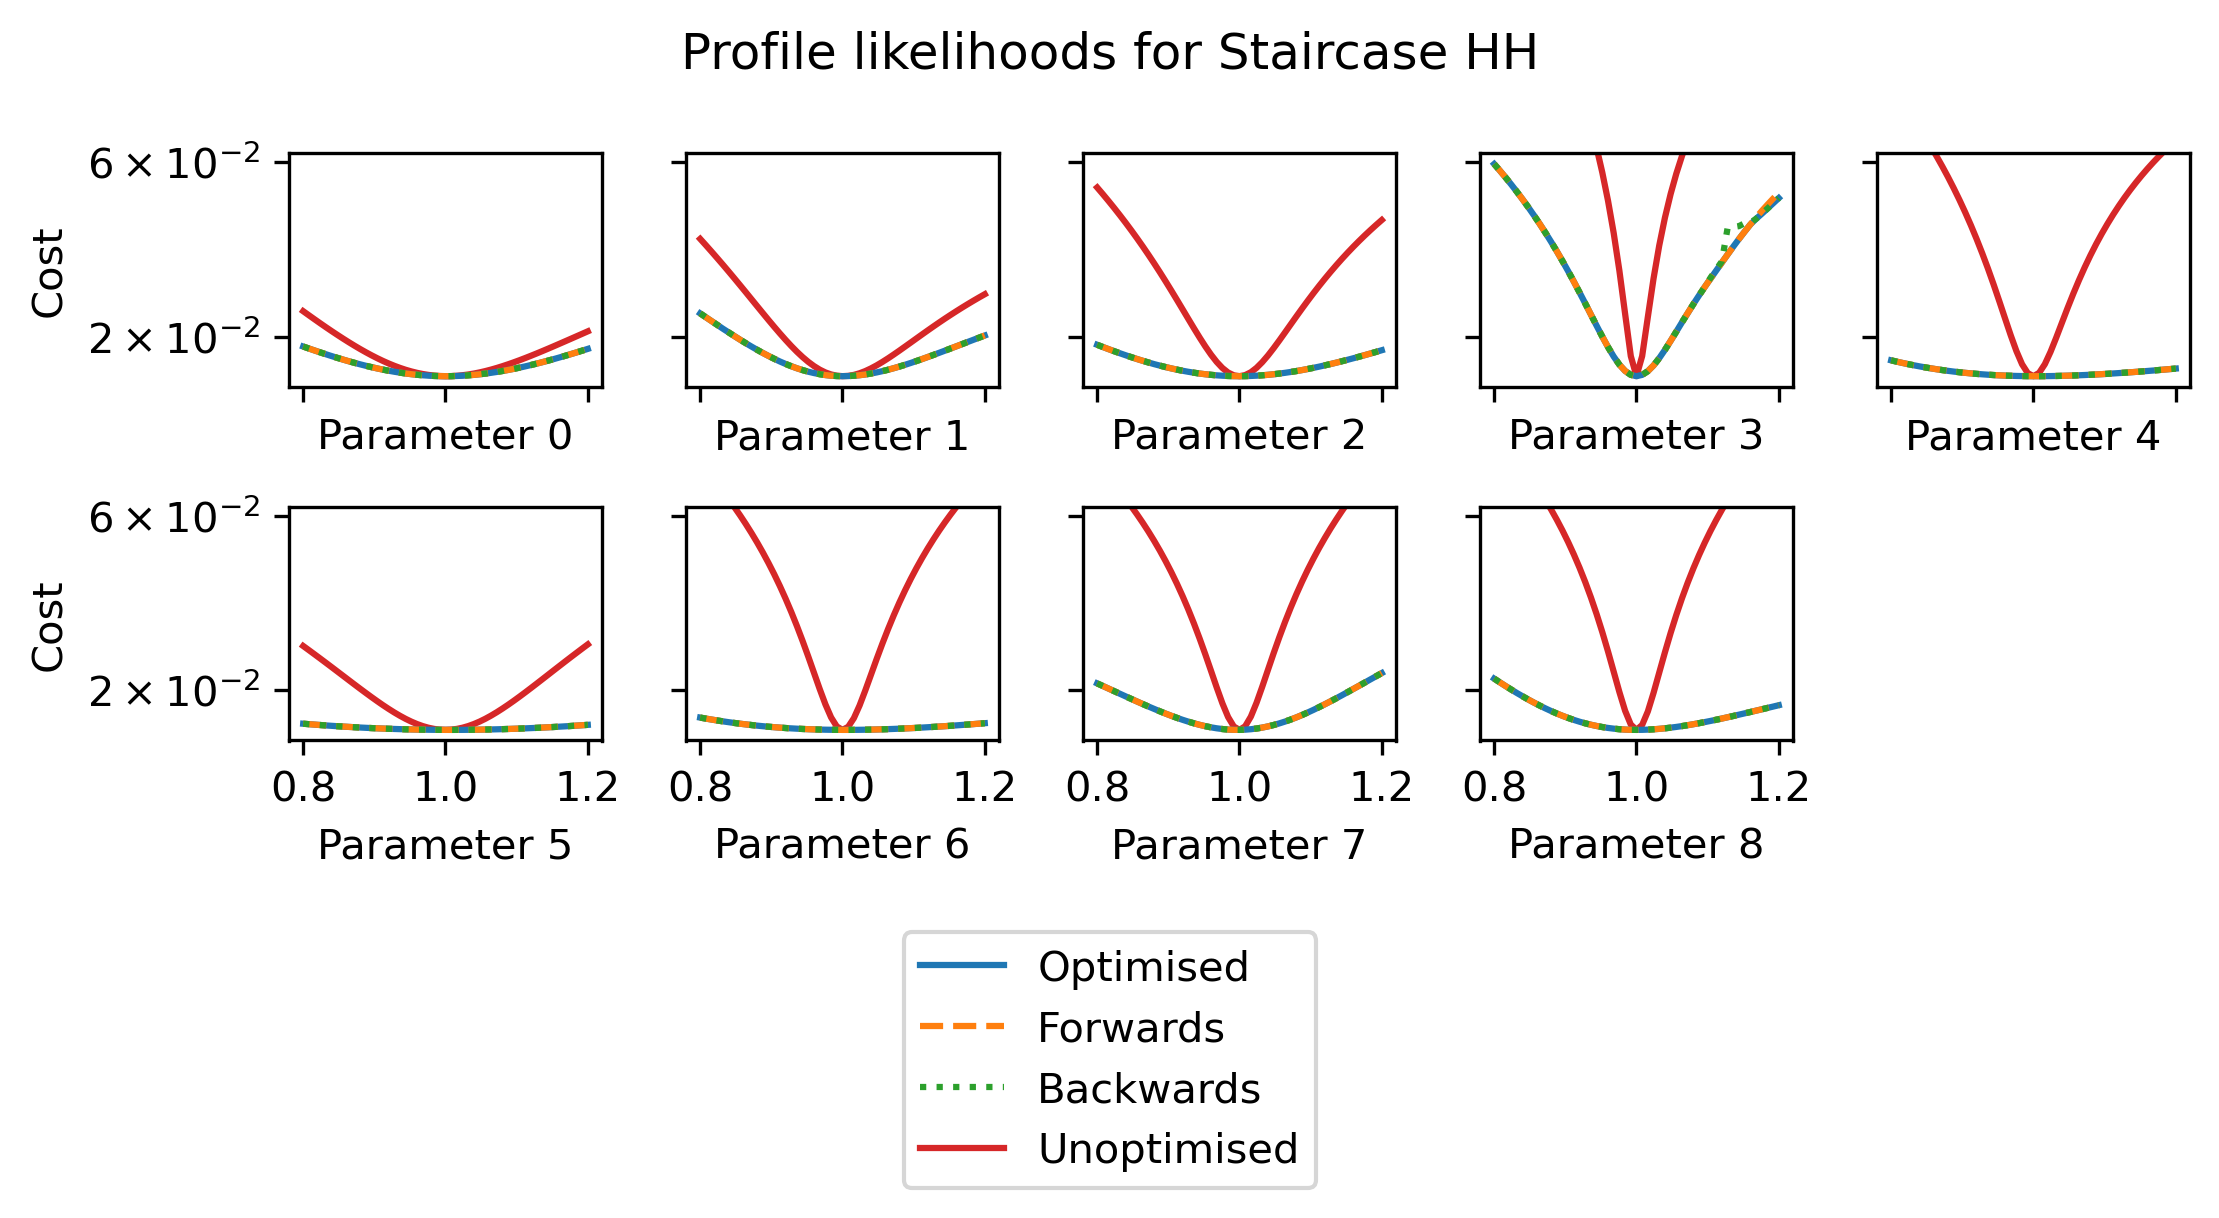 Profile likelihoods for Staircase HH
Cost
6 × 10⁻²
2 × 10⁻²
Parameter 0
Parameter 1
Parameter 2
Parameter 3
Parameter 4
Cost
6 × 10⁻²
2 × 10⁻²
0.8 1.0 1.2
0.8 1.0 1.2
0.8 1.0 1.2
0.8 1.0 1.2
Parameter 5
Parameter 6
Parameter 7
Parameter 8
Optimised
Forwards
Backwards
Unoptimised